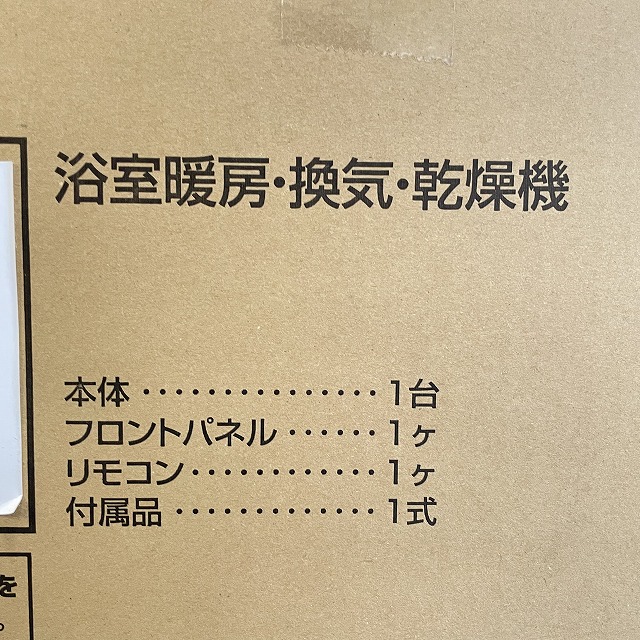 浴室暖房・換気・乾燥機
本体・・・・・・・・・・・・・・・1台
フロントパネル・・・・・・1ヶ
リモコン・・・・・・・・・・・・1ヶ
付属品・・・・・・・・・・・・・1式
を
。